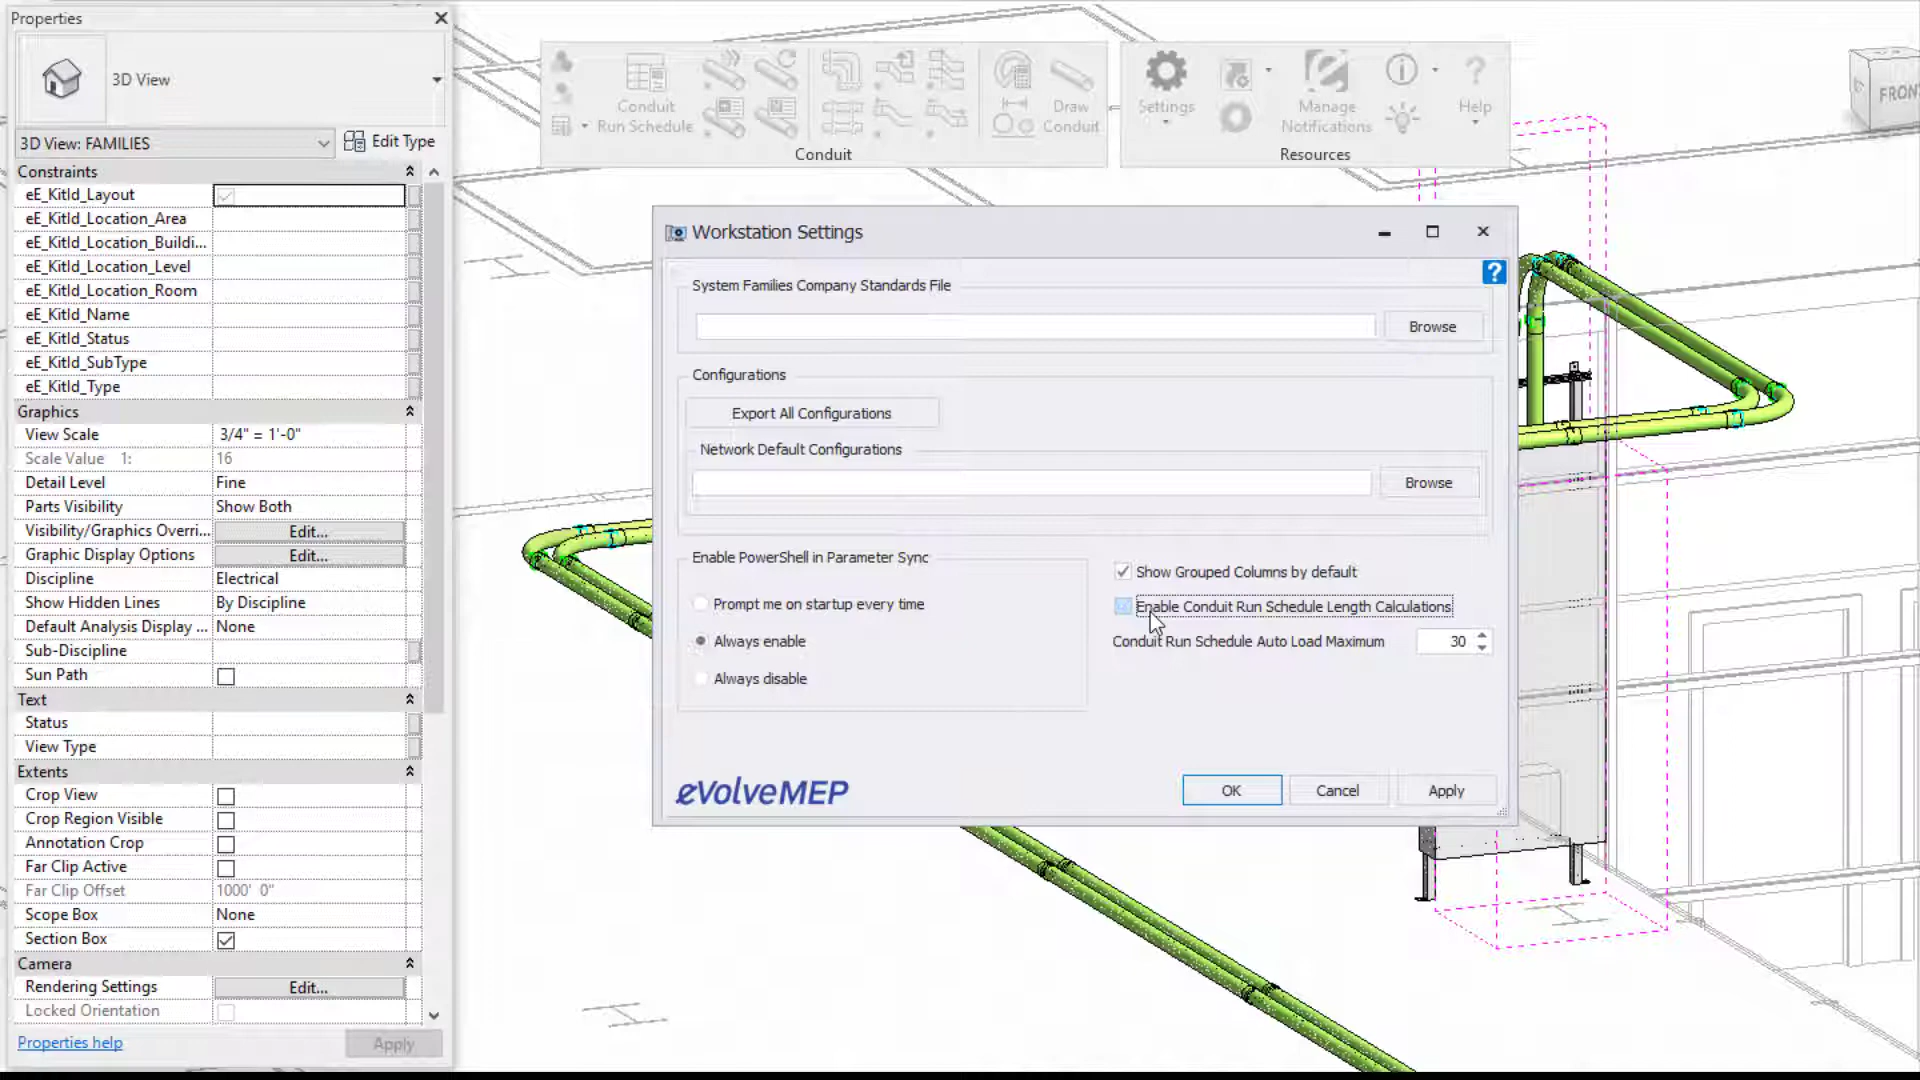 Properties
3D View
3D View: FAMILIES
Edit Type
Constraints
eE_KitId_Layout
eE_KitId_Location_Area
eE_KitId_Location_Buildi...
eE_KitId_Location_Level
eE_KitId_Location_Room
eE_KitId_Name
eE_KitId_Status
eE_KitId_SubType
eE_KitId_Type
Graphics
View Scale 3/4" = 1'-0"
Scale Value 1: 16
Detail Level Fine
Parts Visibility Show Both
Visibility/Graphics Overri... Edit...
Graphic Display Options Edit...
Discipline Electrical
Show Hidden Lines By Discipline
Default Analysis Display ... None
Sub-Discipline
Sun Path
Text
Status
View Type
Extents
Crop View
Crop Region Visible
Annotation Crop
Far Clip Active
Far Clip Offset 1000' 0"
Scope Box None
Section Box
Camera
Rendering Settings Edit...
Locked Orientation
Properties help
Apply
Conduit
Run Schedule
Draw
Conduit
Conduit
Settings
Manage
Notifications
Help
Resources
FRONT
Workstation Settings
System Families Company Standards File
Browse
Configurations
Export All Configurations
Network Default Configurations
Browse
Enable PowerShell in Parameter Sync
Prompt me on startup every time
Always enable
Always disable
Show Grouped Columns by default
Enable Conduit Run Schedule Length Calculations
Conduit Run Schedule Auto Load Maximum 30
eVolveMEP
OK
Cancel
Apply